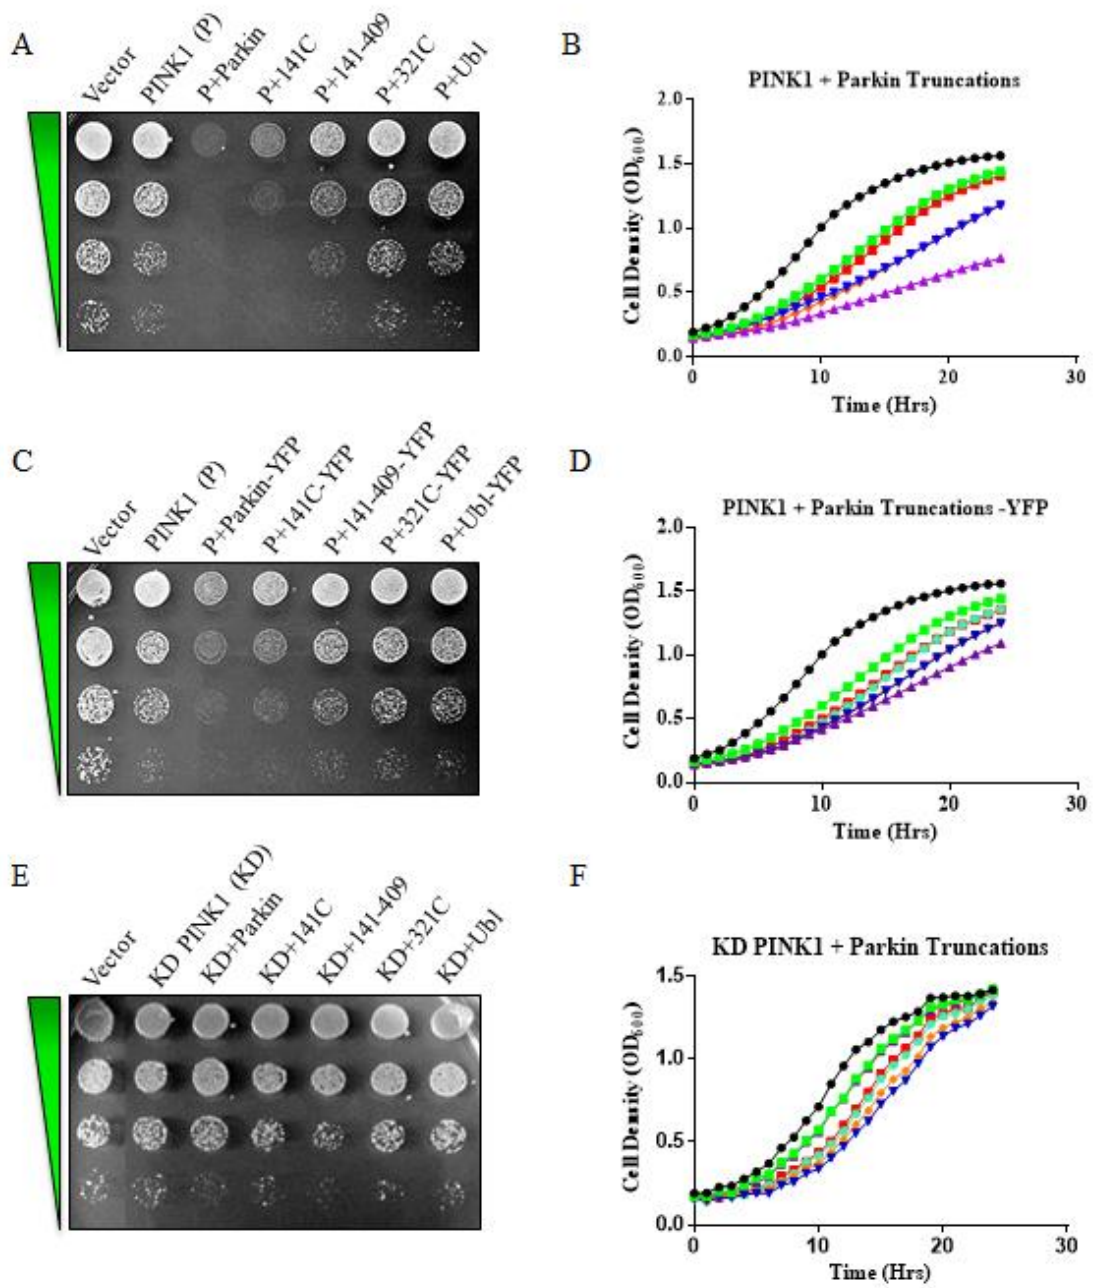 A
Vector
PINK1 (P)
P+Parkin
P+141C
P+141-409
P+321C
P+Ubl
B
PINK1 + Parkin Truncations
Cell Density (OD600)
2.0
1.5
1.0
0.5
0.0
0 10 20 30
Time (Hrs)
C
Vector
PINK1 (P)
P+Parkin-YFP
P+141C-YFP
P+141-409-YFP
P+321C-YFP
P+Ubl-YFP
D
PINK1 + Parkin Truncations -YFP
Cell Density (OD600)
2.0
1.5
1.0
0.5
0.0
0 10 20 30
Time (Hrs)
E
Vector
KD PINK1 (KD)
KD+Parkin
KD+141C
KD+141-409
KD+321C
KD+Ubl
F
KD PINK1 + Parkin Truncations
Cell Density (OD600)
1.5
1.0
0.5
0.0
0 10 20 30
Time (Hrs)